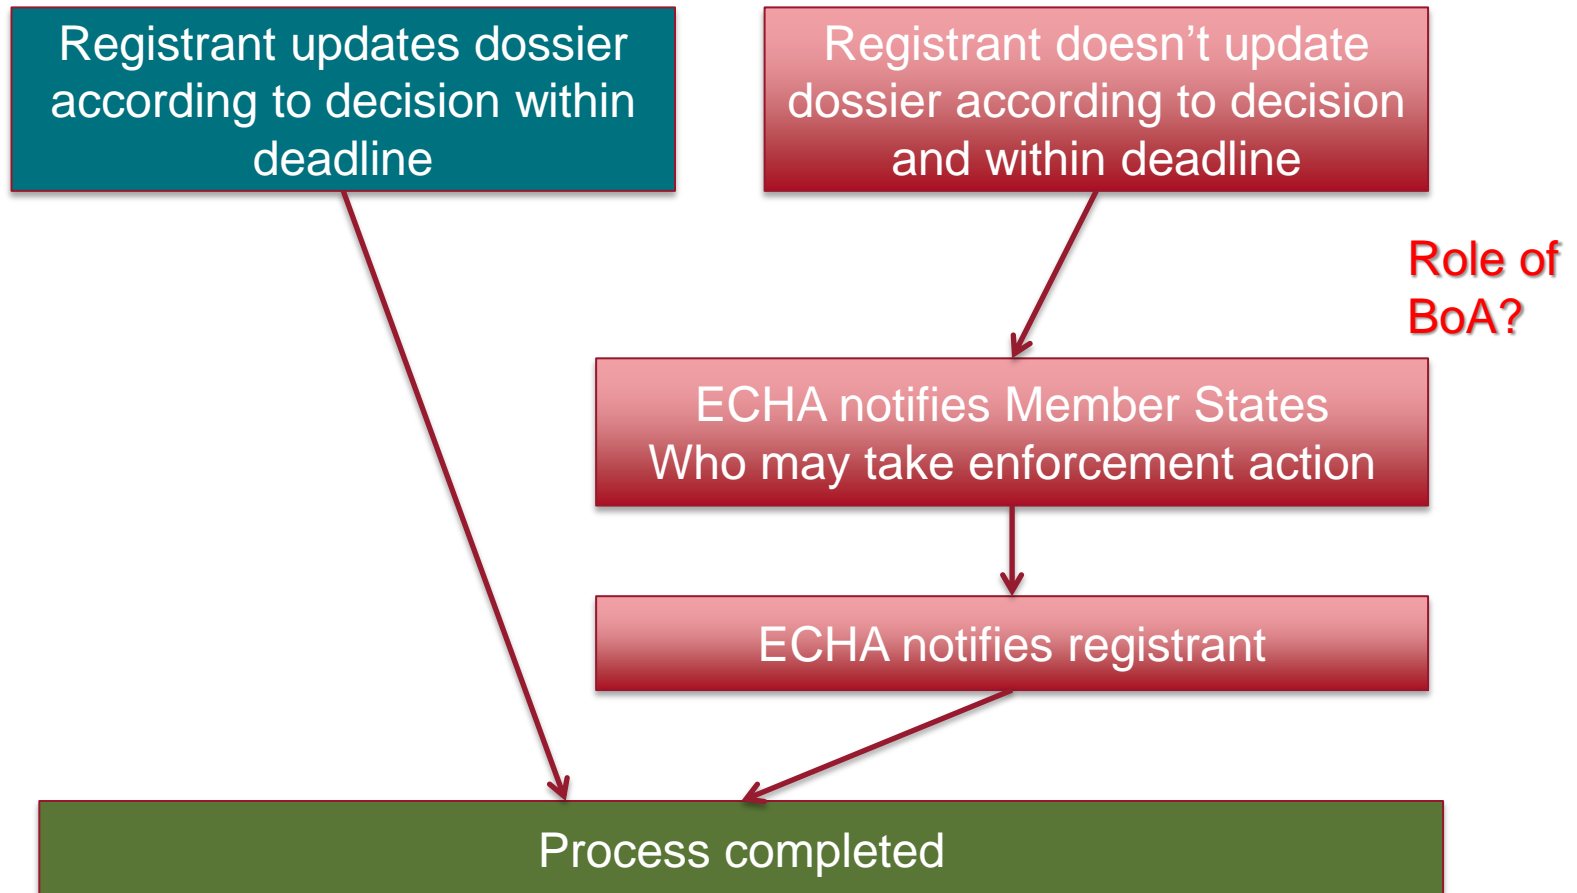 Registrant updates dossier
according to decision within
deadline
Registrant doesn’t update
dossier according to decision
and within deadline
Role of
BoA?
ECHA notifies Member States
Who may take enforcement action
ECHA notifies registrant
Process completed